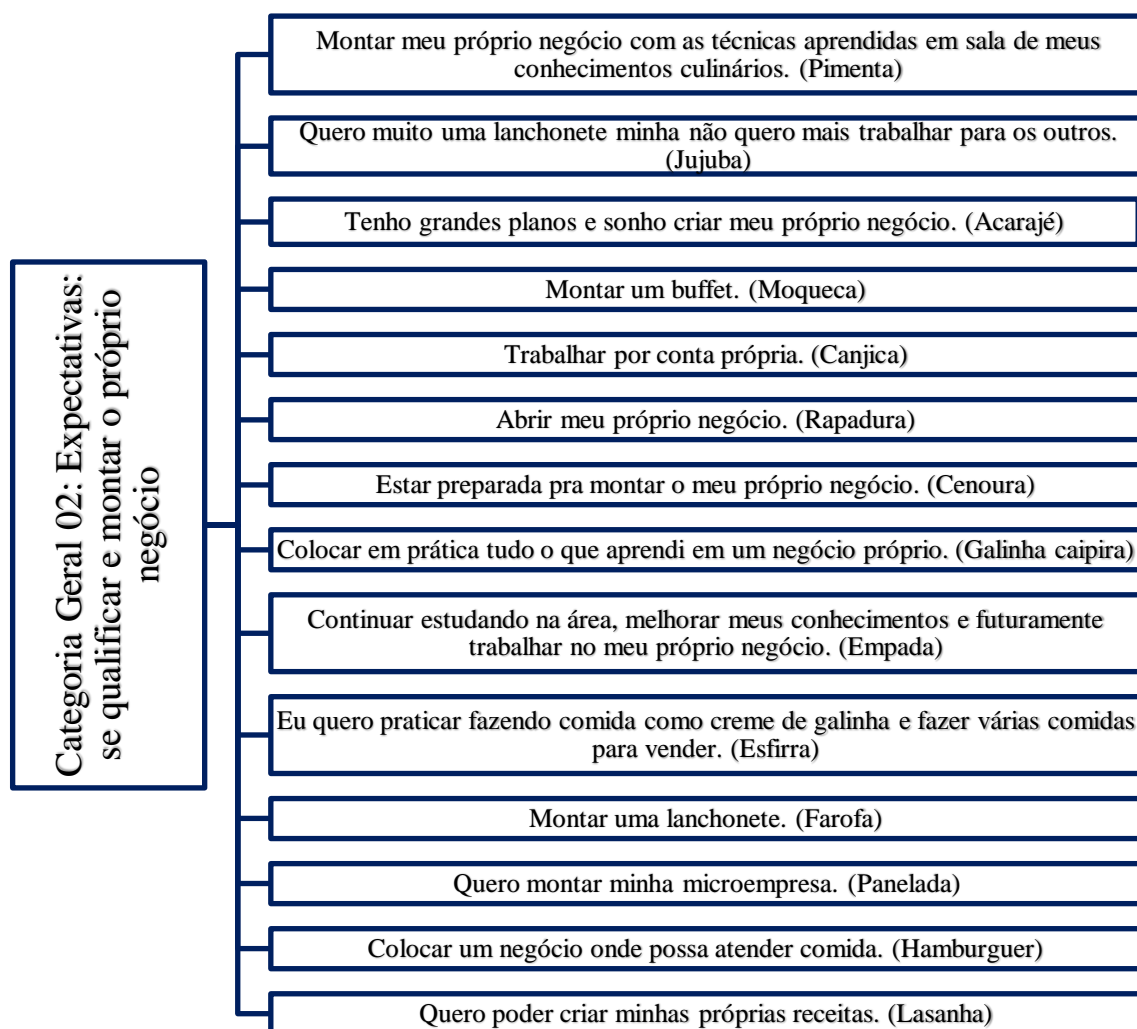 Categoria Geral 02: Expectativas:
se qualificar e montar o próprio
negócio
Montar meu próprio negócio com as técnicas aprendidas em sala de meus
conhecimentos culinários. (Pimenta)
Quero muito uma lanchonete minha não quero mais trabalhar para os outros.
(Jujuba)
Tenho grandes planos e sonho criar meu próprio negócio. (Acarajé)
Montar um buffet. (Moqueca)
Trabalhar por conta própria. (Canjica)
Abrir meu próprio negócio. (Rapadura)
Estar preparada pra montar o meu próprio negócio. (Cenoura)
Colocar em prática tudo o que aprendi em um negócio próprio. (Galinha caipira)
Continuar estudando na área, melhorar meus conhecimentos e futuramente
trabalhar no meu próprio negócio. (Empada)
Eu quero praticar fazendo comida como creme de galinha e fazer várias comidas
para vender. (Esfirra)
Montar uma lanchonete. (Farofa)
Quero montar minha microempresa. (Panelada)
Colocar um negócio onde possa atender comida. (Hamburguer)
Quero poder criar minhas próprias receitas. (Lasanha)